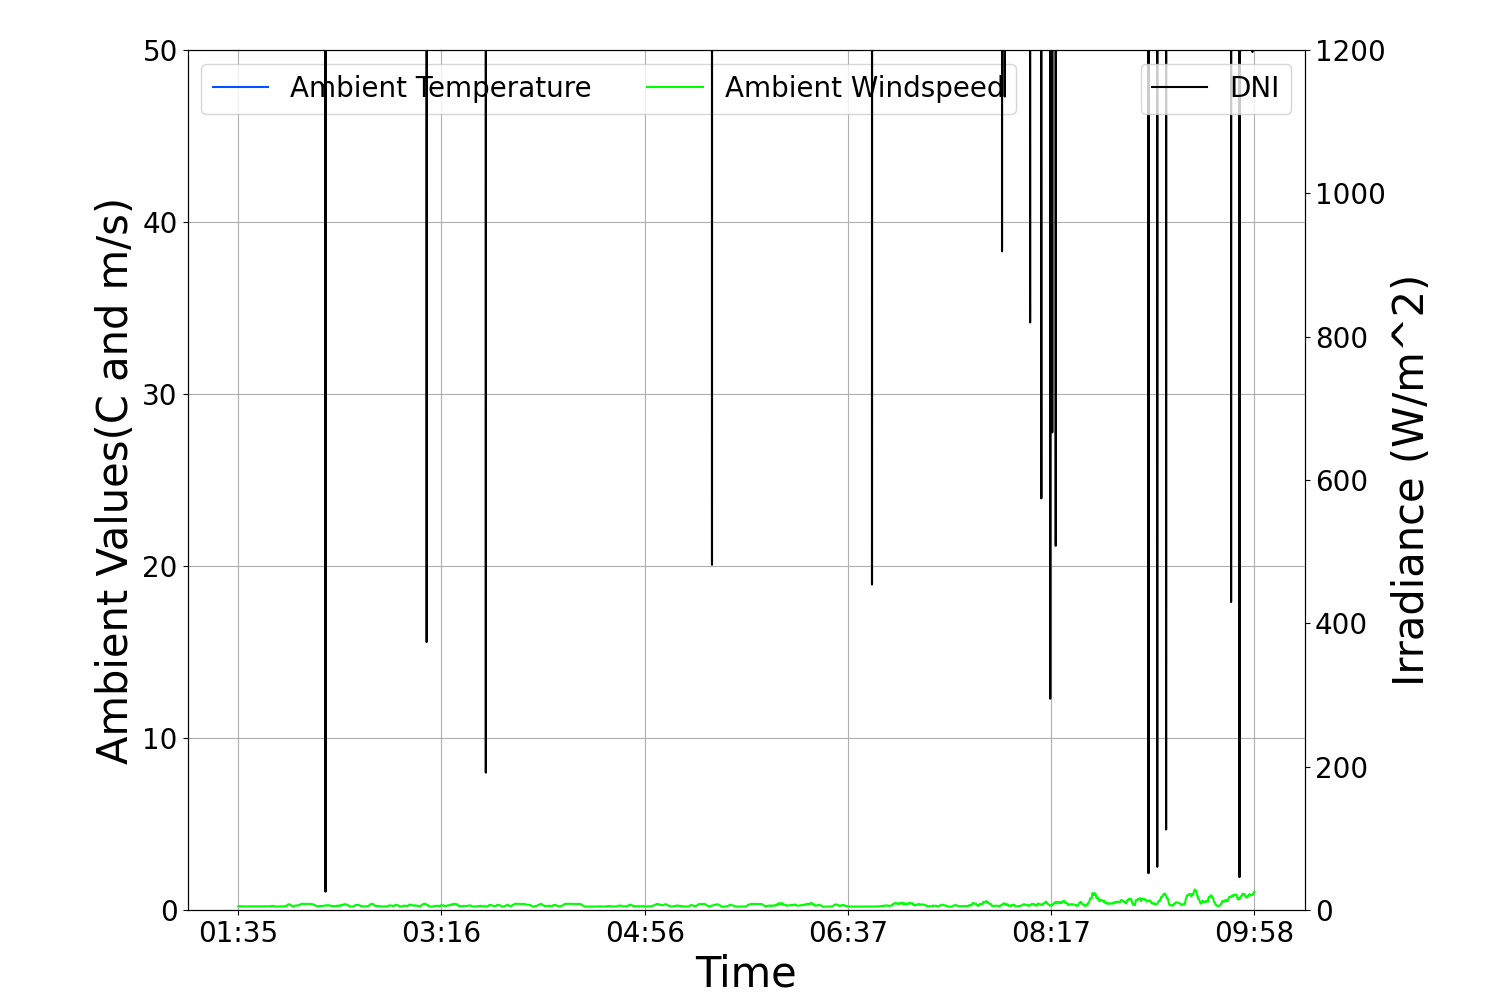 Ambient Temperature
Ambient Windspeed
DNI
50
40
30
20
10
0
Ambient Values(C and m/s)
1200
1000
800
600
400
200
0
Irradiance (W/m^2)
01:35 03:16 04:56 06:37 08:17 09:58
Time